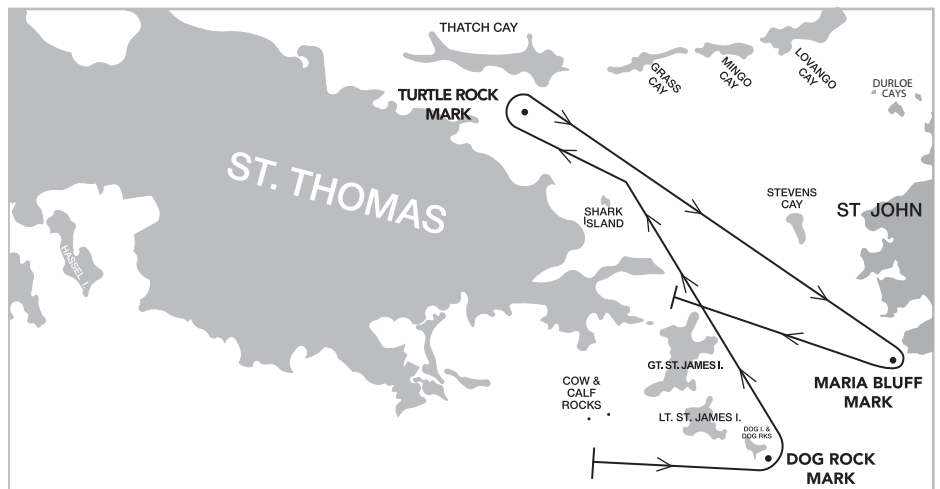 THATCH CAY
GRASS
CAY
MINGO
CAY
LOVANGO
CAY
DURLOE
CAYS
TURTLE ROCK
MARK
ST. THOMAS
SHARK
ISLAND
STEVENS
CAY
ST JOHN
HASSEL I.
GT. ST. JAMES I.
MARIA BLUFF
MARK
COW &
CALF
ROCKS
LT. ST. JAMES I.
DOG I. &
DOG RKS
DOG ROCK
MARK